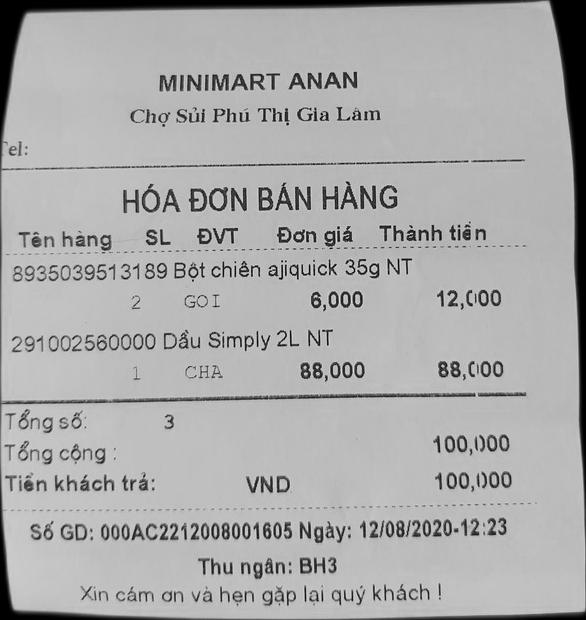 MINIMART ANAN
Chợ Sủi Phú Thị Gia Lâm
Tel:
HÓA ĐƠN BÁN HÀNG
Tên hàng SL ĐVT Đơn giá Thành tiền
8935039513189 Bột chiên ajiquick 35g NT
2 GOI 6,000 12,000
291002560000 Dầu Simply 2L NT
1 CHA 88,000 88,000
Tổng số: 3
Tổng cộng : 100,000
Tiền khách trả: VND 100,000
Số GD: 000AC2212008001605 Ngày: 12/08/2020-12:23
Thu ngân: BH3
Xin cám ơn và hẹn gặp lại quý khách !